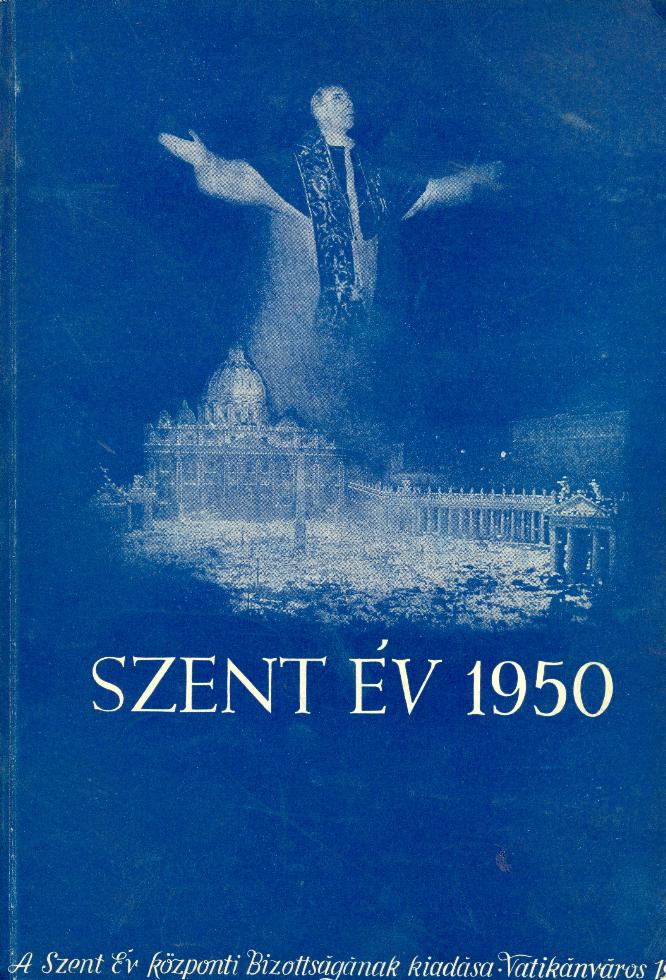 SZENT ÉV 1950
A Szent Év központi Bizottságának kiadása · Vatikánváros